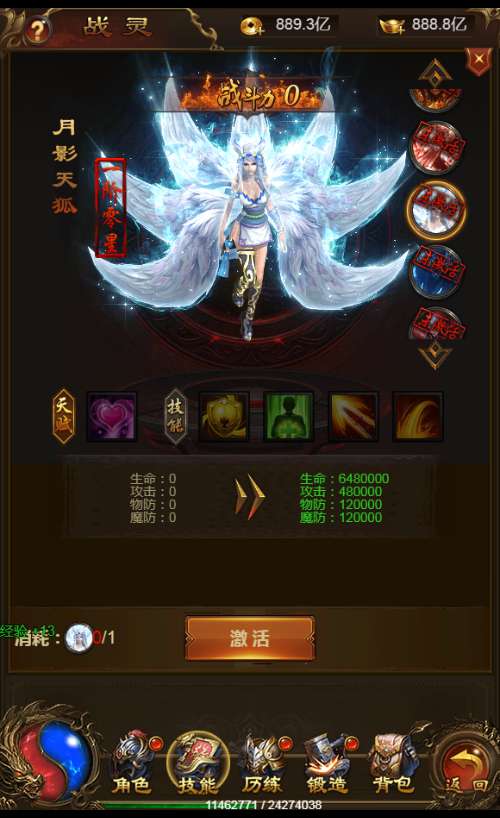 ?
战灵
889.3亿
888.8亿
战斗力 0
月影天狐
一阶零星
未激活
未激活
未激活
未激活
天赋
技能
生命：0
攻击：0
物防：0
魔防：0
生命：6480000
攻击：480000
物防：120000
魔防：120000
经验 +13
消耗：
0/1
激活
角色
技能
历练
锻造
背包
返回
11462771 / 24274038